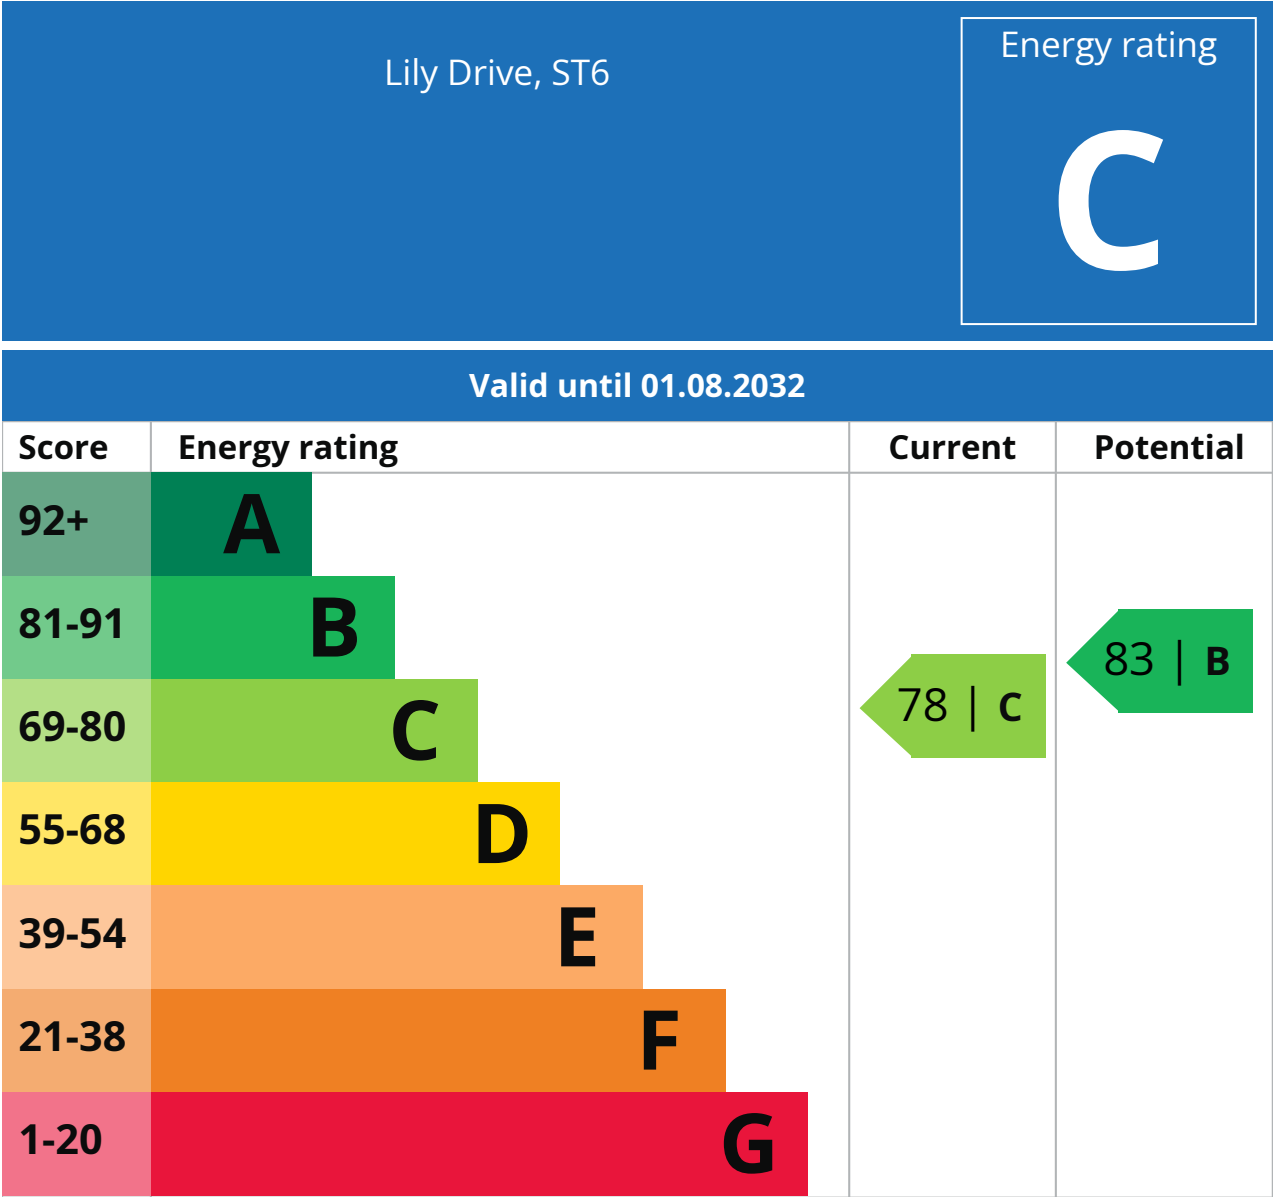 Lily Drive, ST6
Energy rating
C
Valid until 01.08.2032
Score Energy rating Current Potential
92+ A
81-91 B
83 | B
69-80 C
78 | C
55-68 D
39-54 E
21-38 F
1-20 G